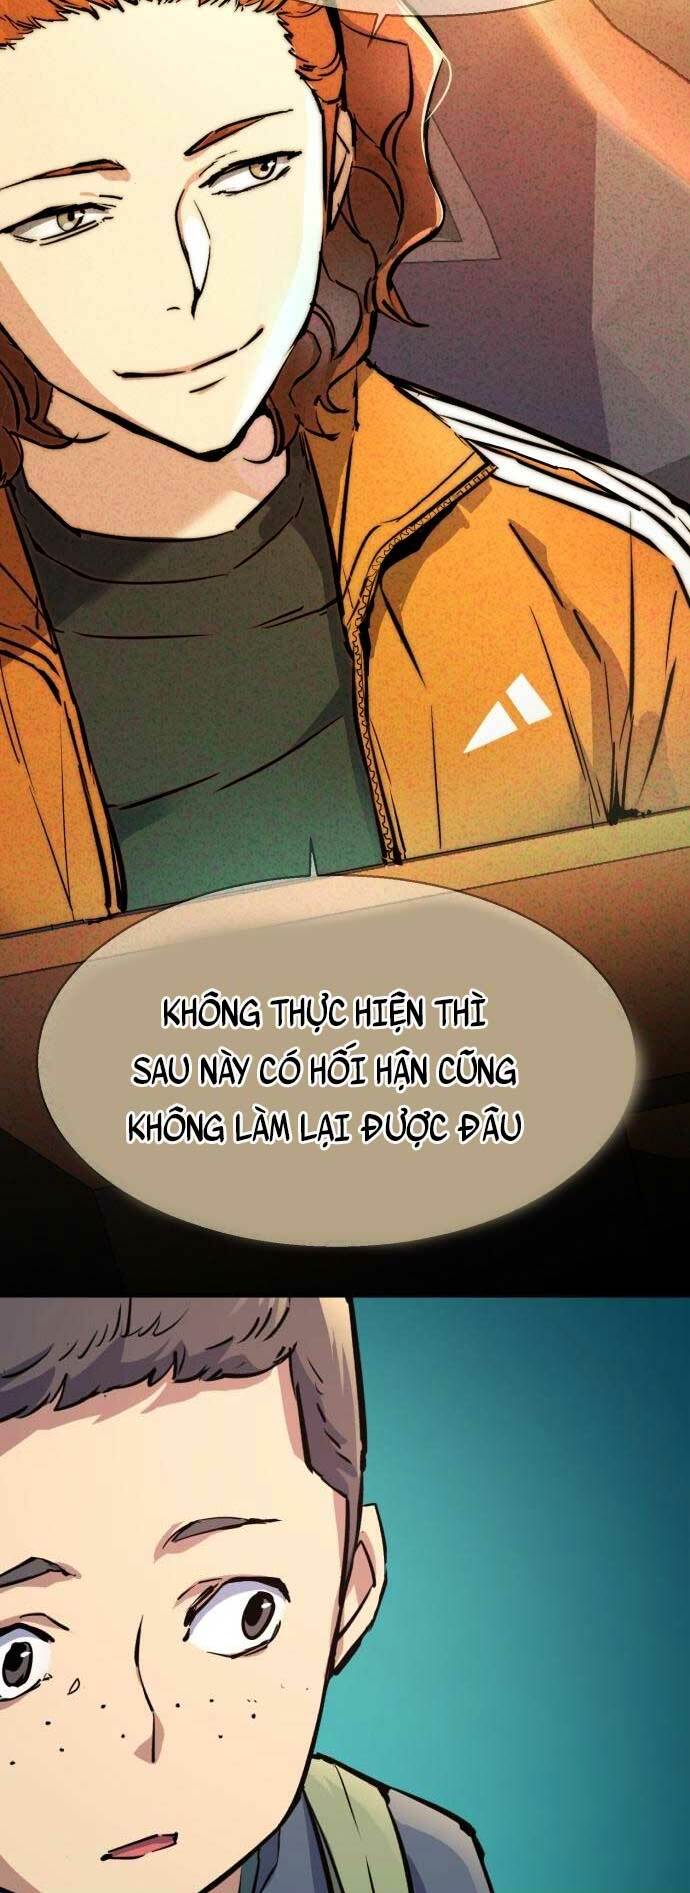 KHÔNG THỰC HIỆN THÌ
SAU NÀY CÓ HỐI HẬN CŨNG
KHÔNG LÀM LẠI ĐƯỢC ĐÂU